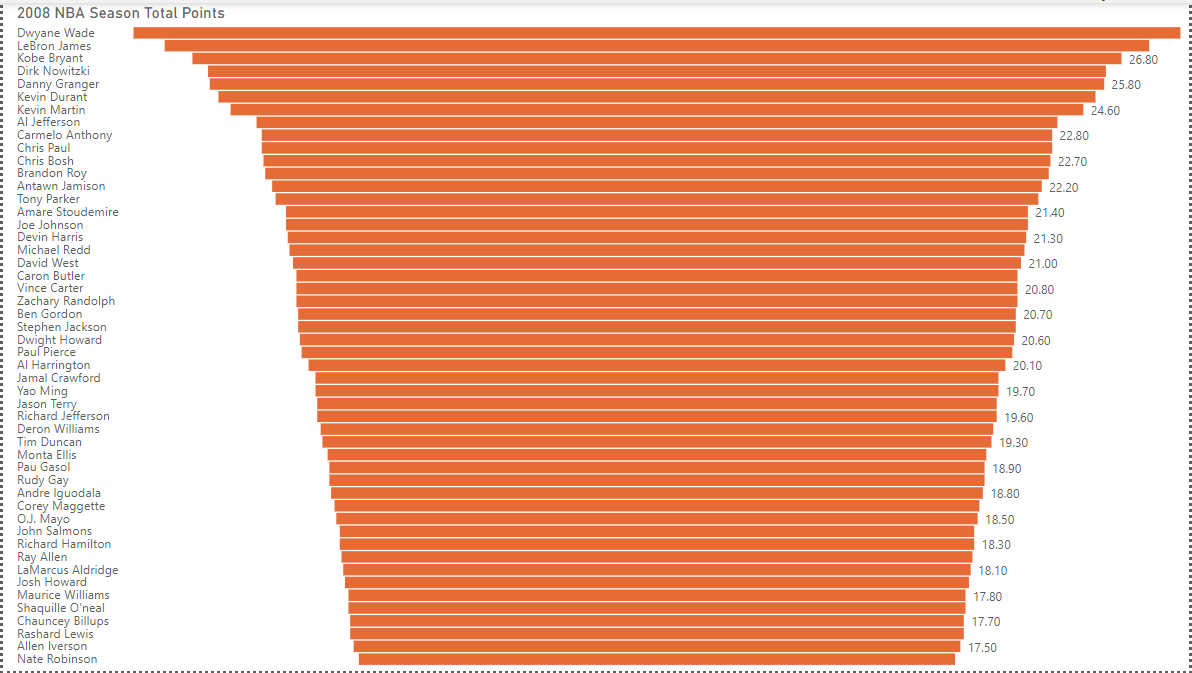 2008 NBA Season Total Points
Dwyane Wade
LeBron James
Kobe Bryant 26.80
Dirk Nowitzki
Danny Granger 25.80
Kevin Durant
Kevin Martin 24.60
Al Jefferson
Carmelo Anthony 22.80
Chris Paul
Chris Bosh 22.70
Brandon Roy
Antawn Jamison 22.20
Tony Parker
Amare Stoudemire 21.40
Joe Johnson
Devin Harris 21.30
Michael Redd
David West 21.00
Caron Butler
Vince Carter 20.80
Zachary Randolph
Ben Gordon 20.70
Stephen Jackson
Dwight Howard 20.60
Paul Pierce
Al Harrington 20.10
Jamal Crawford
Yao Ming 19.70
Jason Terry
Richard Jefferson 19.60
Deron Williams
Tim Duncan 19.30
Monta Ellis
Pau Gasol 18.90
Rudy Gay
Andre Iguodala 18.80
Corey Maggette
O.J. Mayo 18.50
John Salmons
Richard Hamilton 18.30
Ray Allen
LaMarcus Aldridge 18.10
Josh Howard
Maurice Williams 17.80
Shaquille O'neal
Chauncey Billups 17.70
Rashard Lewis
Allen Iverson 17.50
Nate Robinson